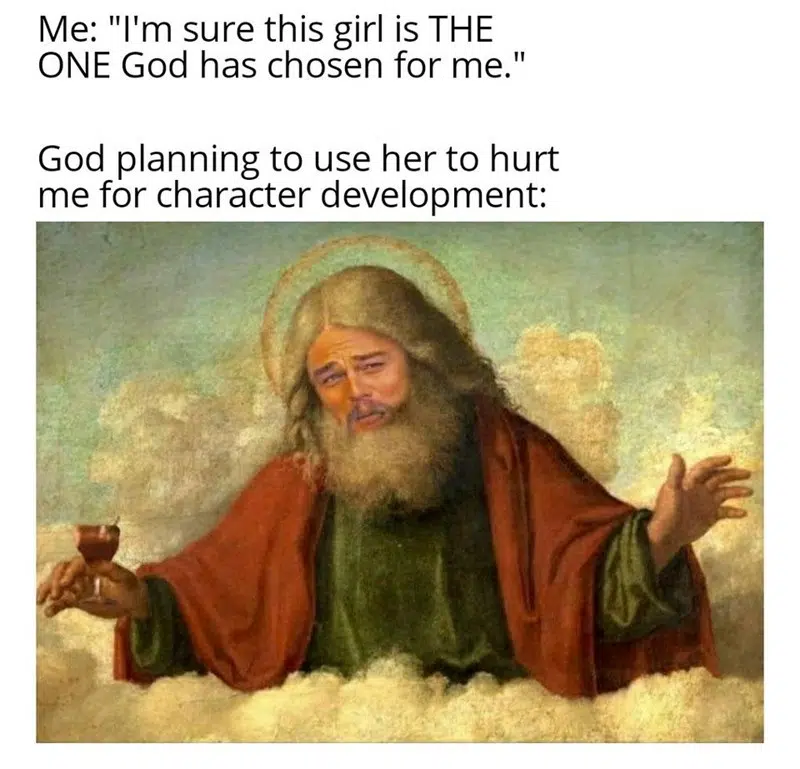 Me: "I'm sure this girl is THE
ONE God has chosen for me."
God planning to use her to hurt
me for character development: